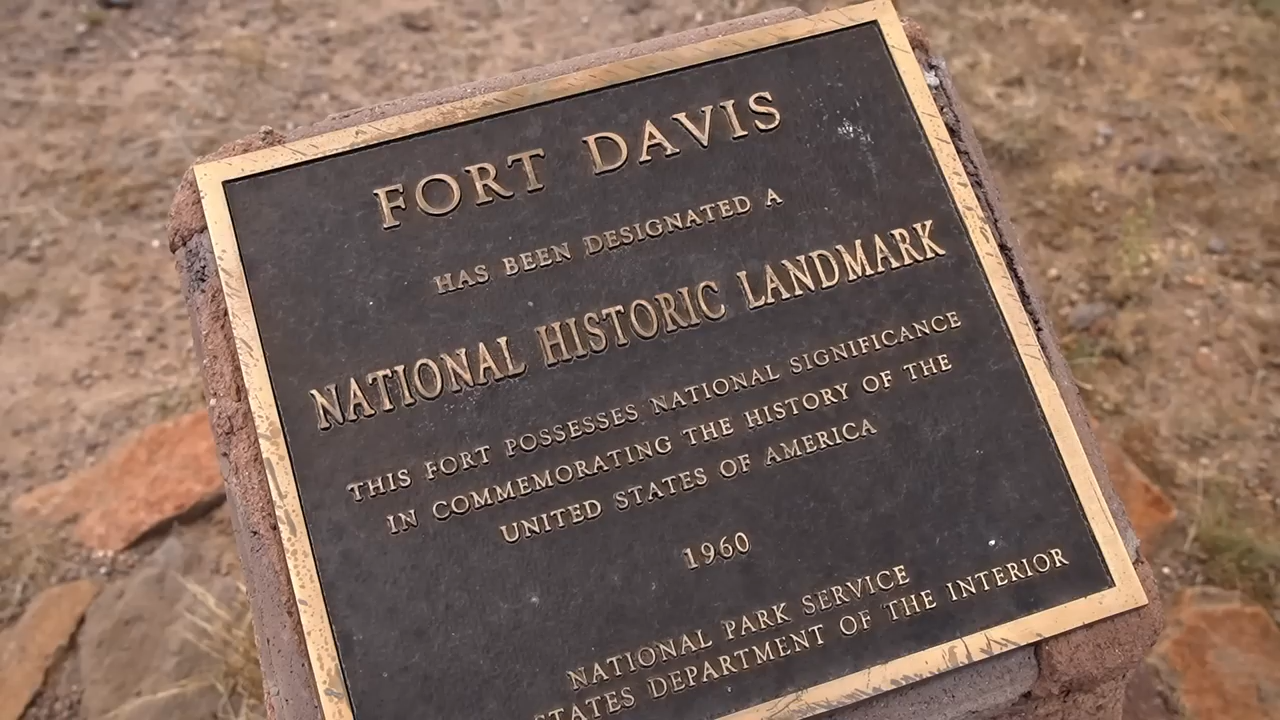 FORT DAVIS
HAS BEEN DESIGNATED A
NATIONAL HISTORIC LANDMARK
THIS FORT POSSESSES NATIONAL SIGNIFICANCE
IN COMMEMORATING THE HISTORY OF THE
UNITED STATES OF AMERICA
1960
NATIONAL PARK SERVICE
STATES DEPARTMENT OF THE INTERIOR